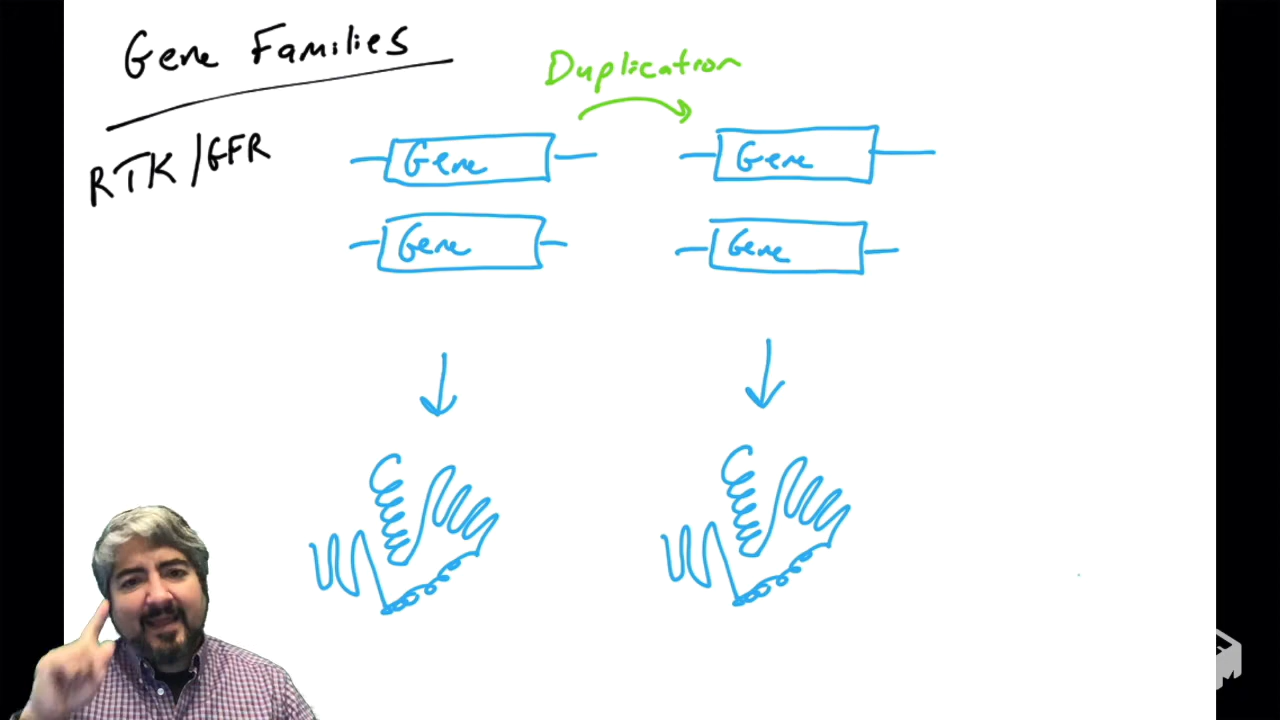 Gene Families
Duplication
RTK/GFR
Gene Gene
Gene Gene
M